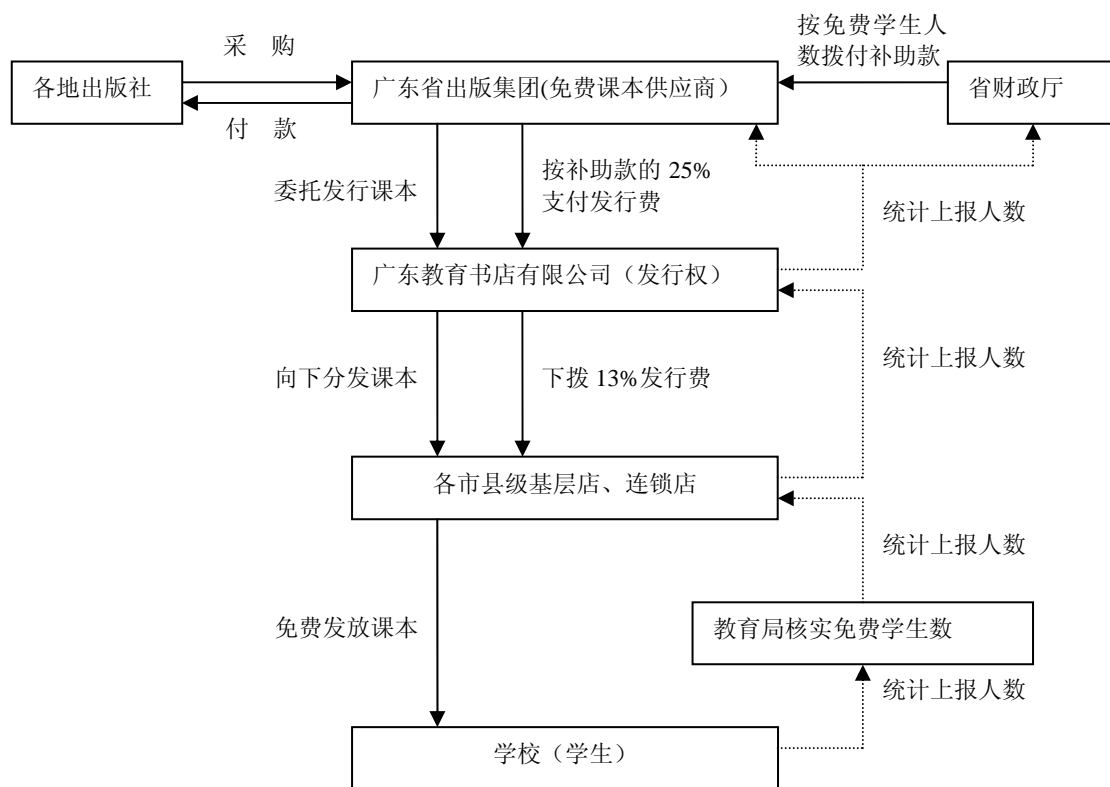 采 购
按免费学生人
数拨付补助款
各地出版社
广东省出版集团(免费课本供应商）
省财政厅
付 款
委托发行课本
按补助款的 25%
支付发行费
统计上报人数
广东教育书店有限公司（发行权）
统计上报人数
向下分发课本
下拨 13%发行费
各市县级基层店、连锁店
统计上报人数
免费发放课本
教育局核实免费学生数
统计上报人数
学校（学生）